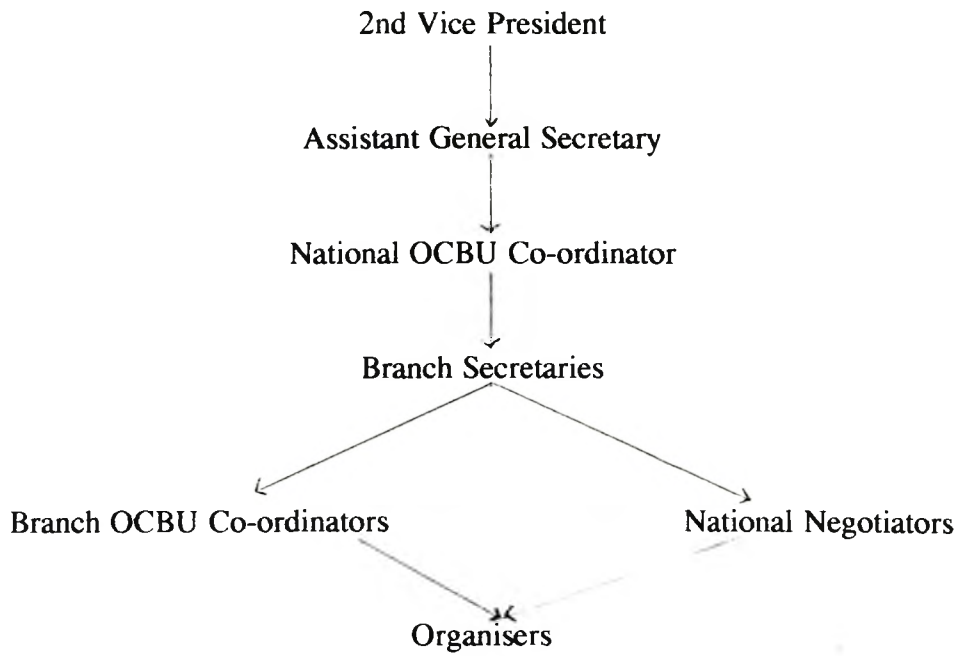 2nd Vice President
Assistant General Secretary
National OCBU Co-ordinator
Branch Secretaries
Branch OCBU Co-ordinators
National Negotiators
Organisers